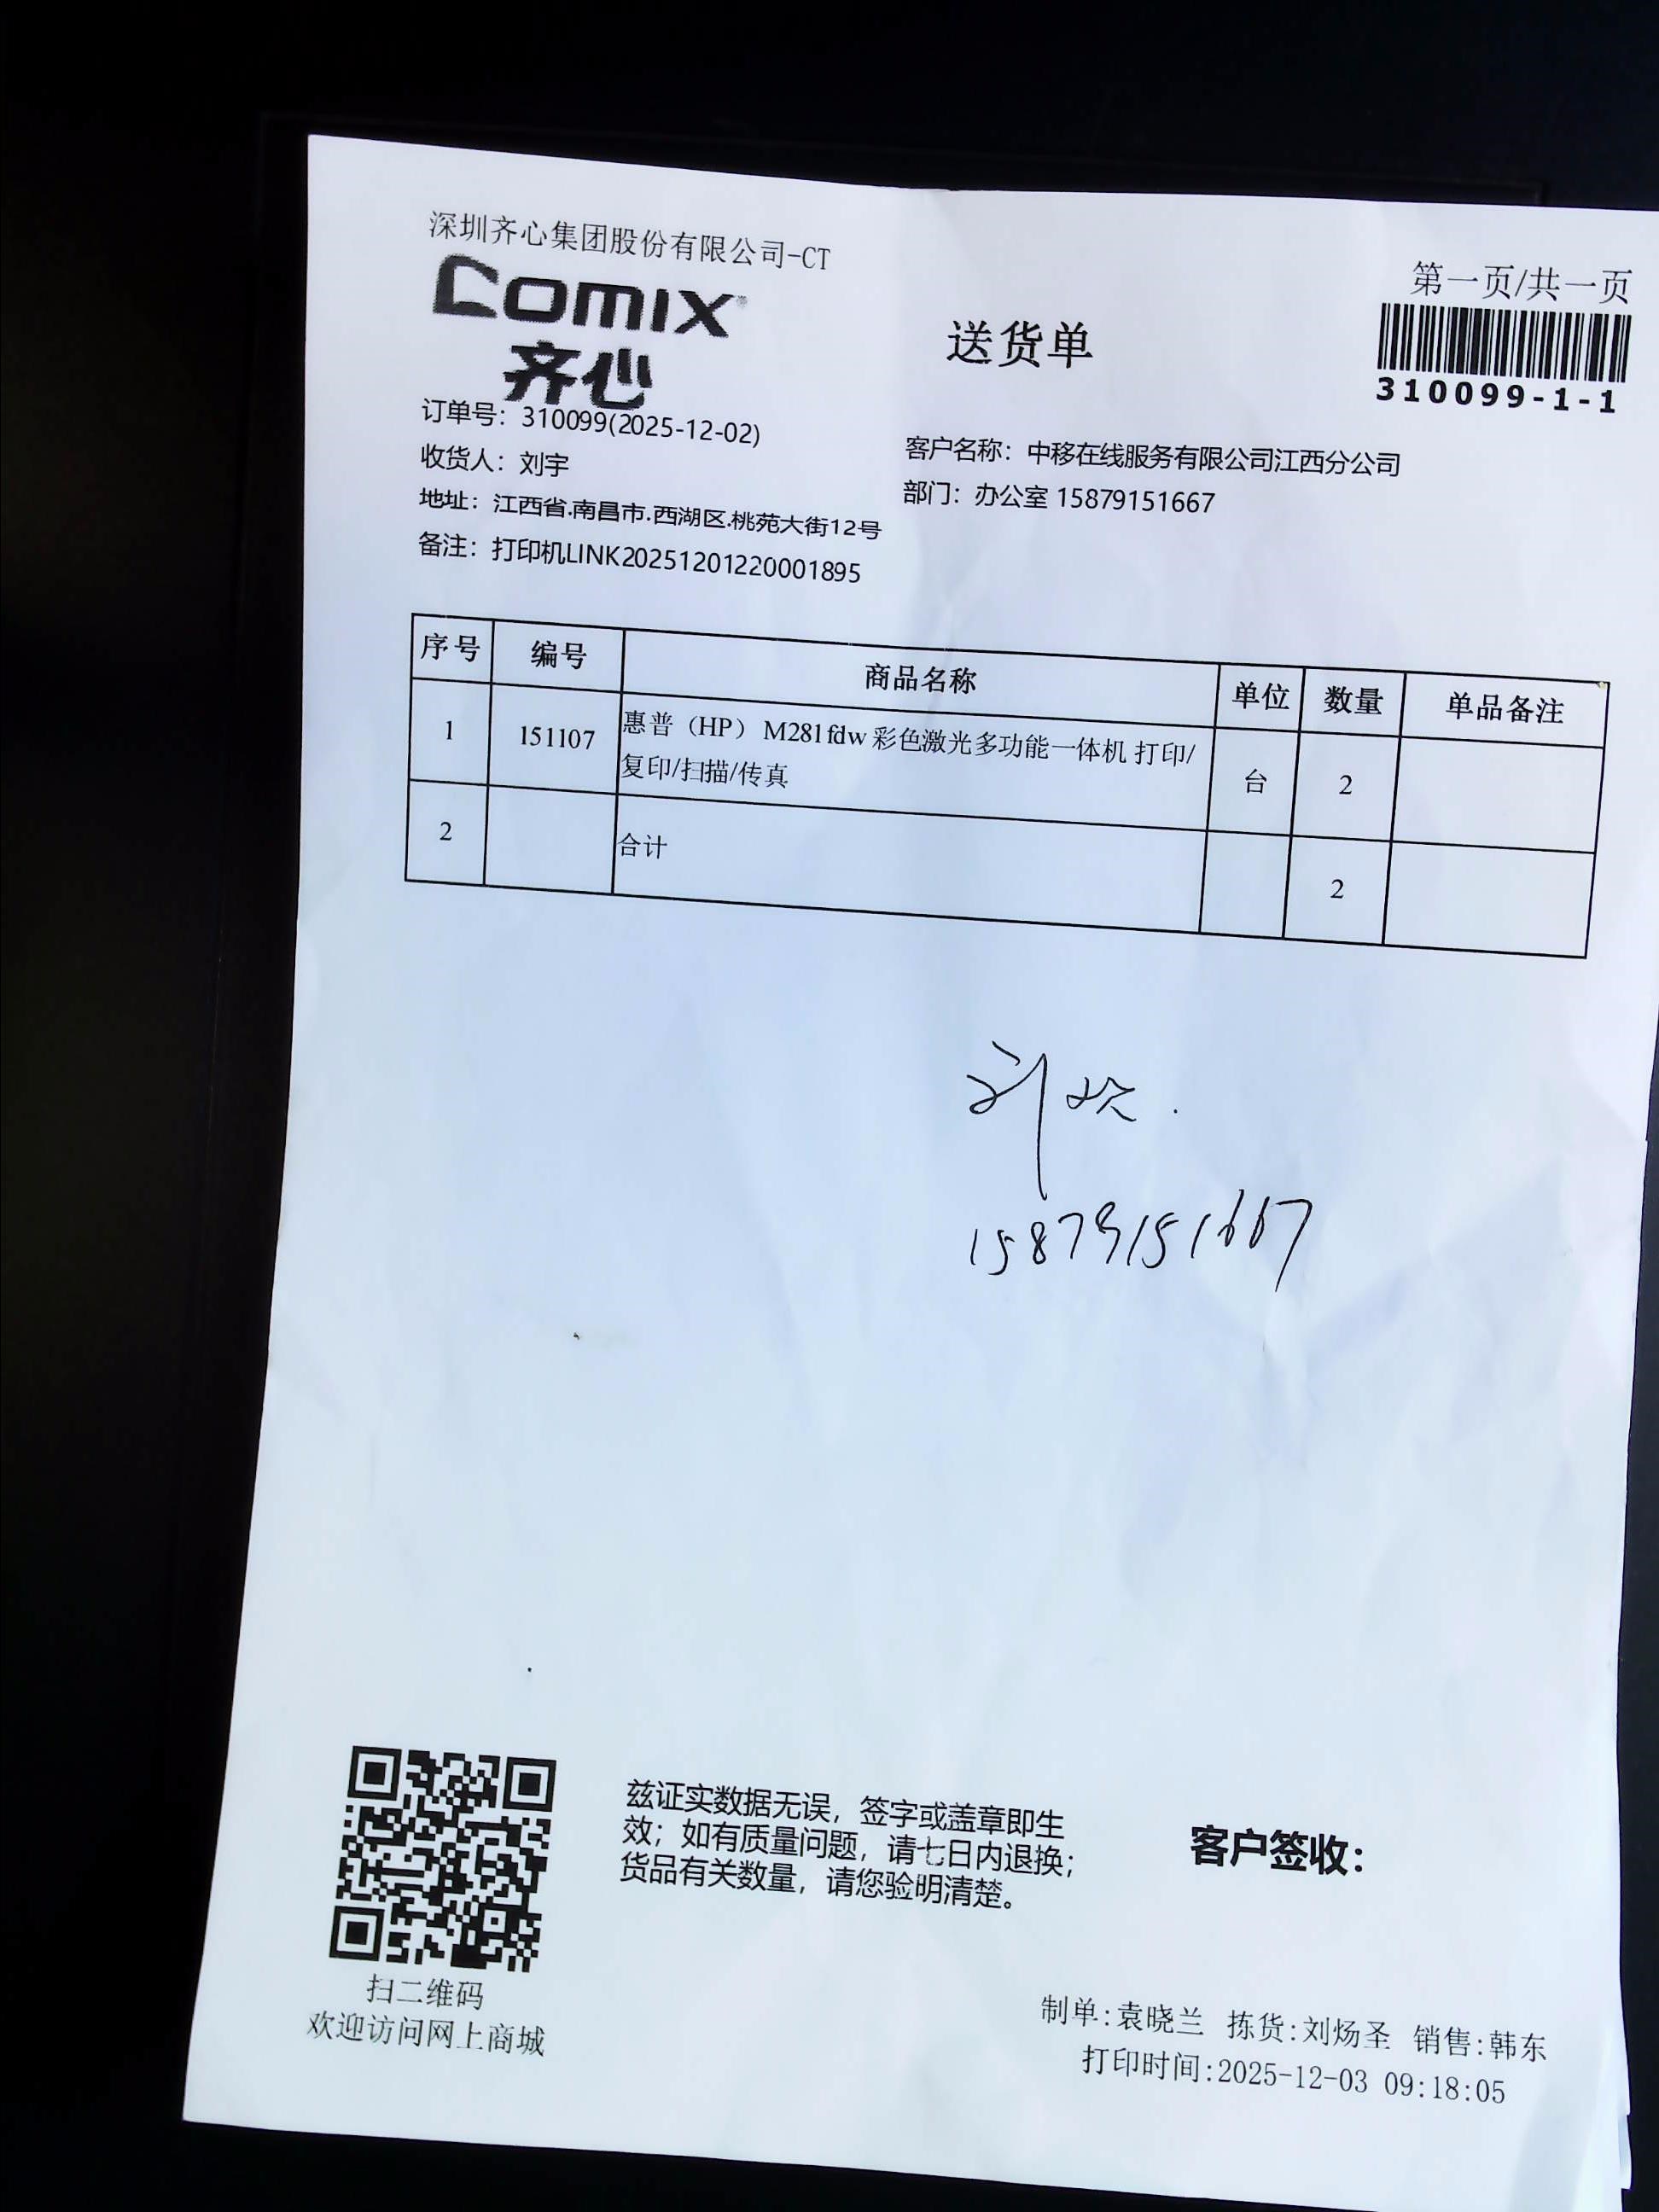 深圳齐心集团股份有限公司-CT
comix
齐心
送货单
第一页/共一页
310099-1-1
订单号：310099(2025-12-02)
收货人：刘宇
客户名称：中移在线服务有限公司江西分公司
地址：江西省.南昌市.西湖区.桃苑大街12号
部门：办公室 15879151667
备注：打印机LINK20251201220001895
序号 编号 商品名称 单位 数量 单品备注
1 151107 惠普（HP） M281fdw 彩色激光多功能一体机 打印/
复印/扫描/传真 台 2
2 合计 2
刘欢.
15879151667
兹证实数据无误，签字或盖章即生
效；如有质量问题，请七日内退换；
货品有关数量，请您验明清楚。
客户签收：
扫二维码
欢迎访问网上商城
制单:袁晓兰 拣货:刘炀圣 销售:韩东
打印时间:2025-12-03 09:18:05